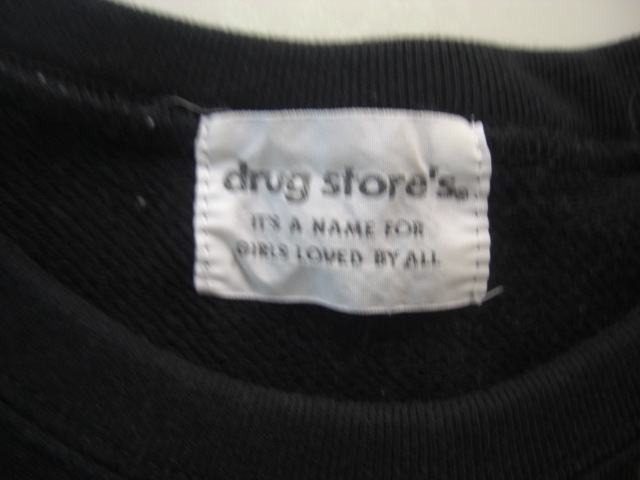 drug store's®
IT'S A NAME FOR
GIRLS LOVED BY ALL